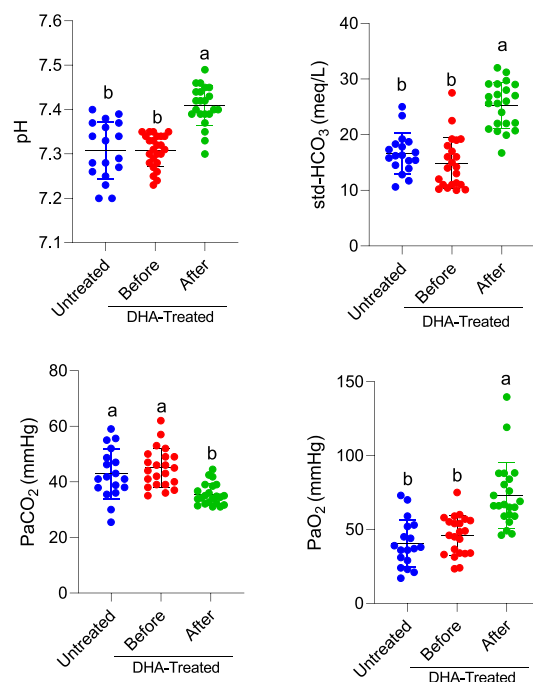 7.6
7.5
7.4
7.3
7.2
7.1
pH
b
b
a
Untreated
Before
After
DHA-Treated
40
30
20
10
0
std-HCO3 (meq/L)
b
b
a
Untreated
Before
After
DHA-Treated
80
60
40
20
0
PaCO2 (mmHg)
a
a
b
Untreated
Before
After
DHA-Treated
150
100
50
0
PaO2 (mmHg)
b
b
a
Untreated
Before
After
DHA-Treated